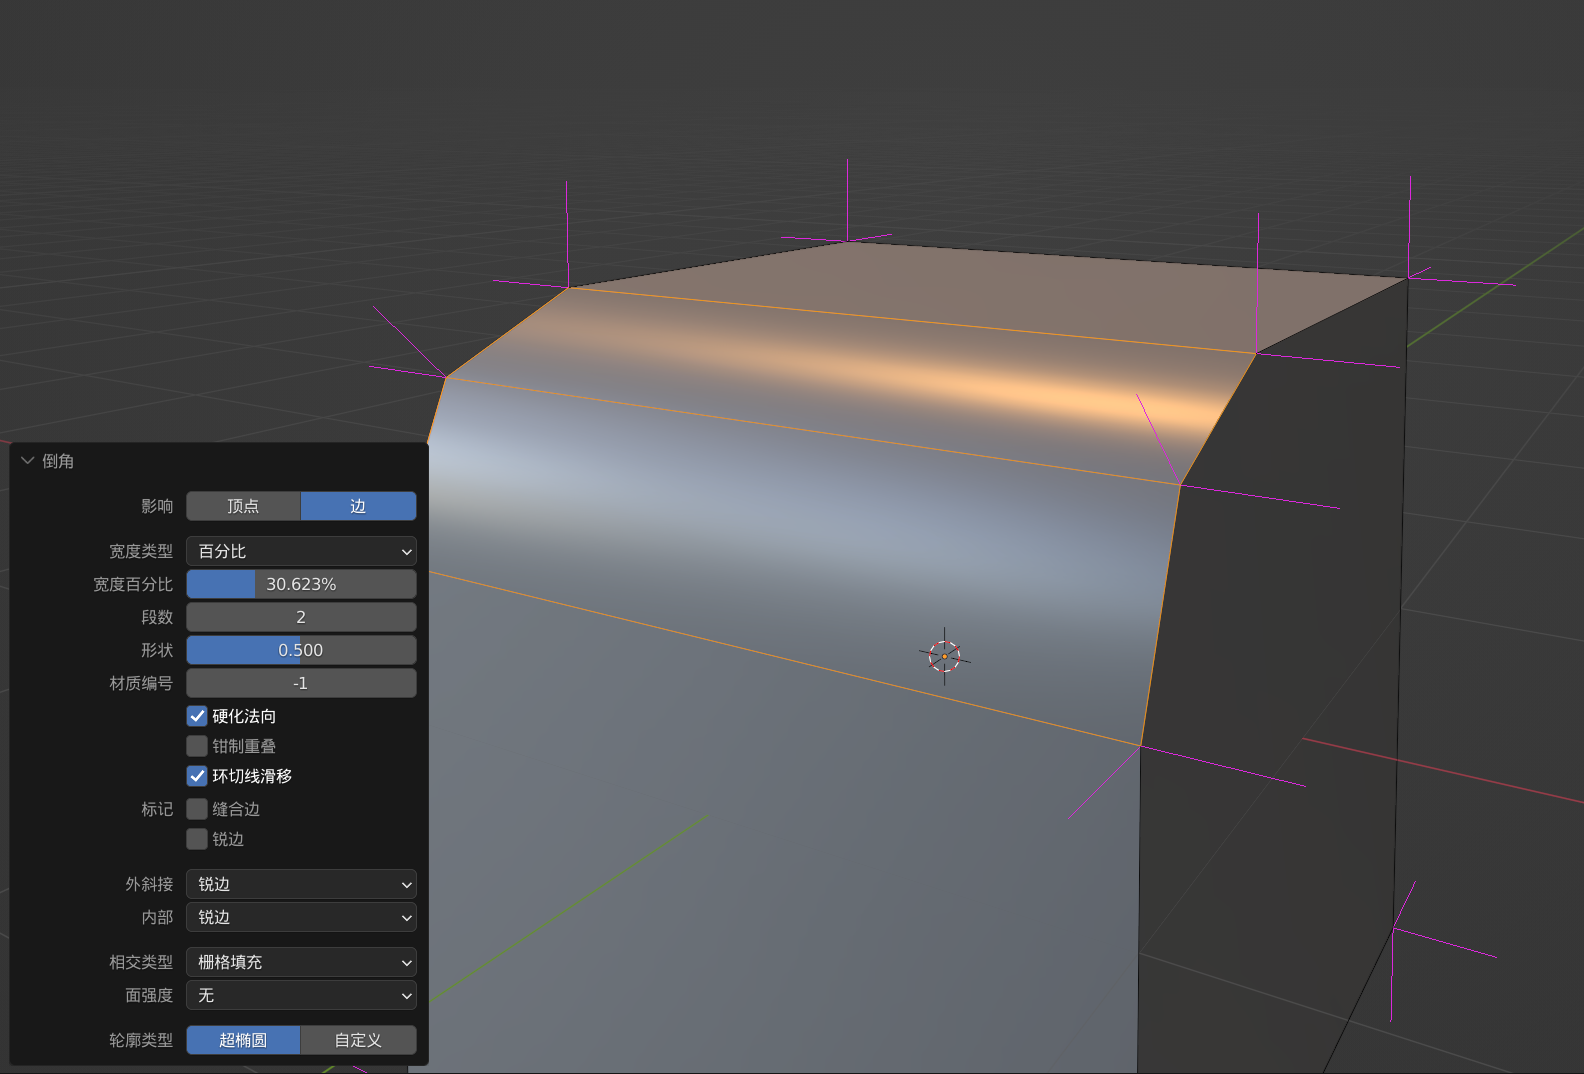 倒角
影响 顶点 边
宽度类型 百分比
宽度百分比 30.623%
段数 2
形状 0.500
材质编号 -1
硬化法向
钳制重叠
环切线滑移
标记 缝合边
锐边
外斜接 锐边
内部 锐边
相交类型 栅格填充
面强度 无
轮廓类型 超椭圆 自定义